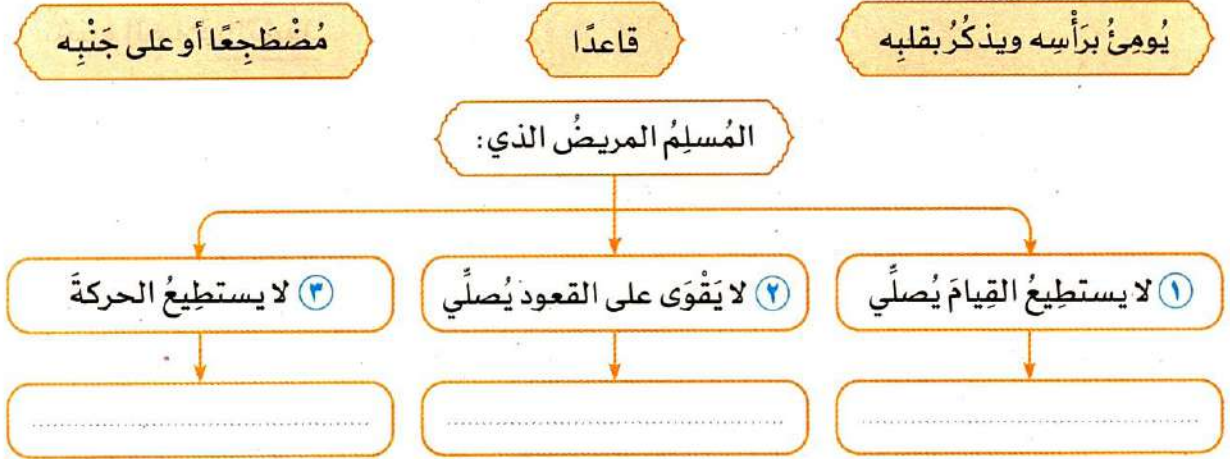 يُومِئُ بِرَأْسِه ويذكُرُ بقلبِه
قاعدًا
مُضْطَجِعًا أو على جَنْبِه
المُسلِمُ المريضُ الذي:
١ لا يستطِيعُ القِيامَ يُصلِّي
٢ لا يَقْوَى على القعود يُصلِّي
٣ لا يستطِيعُ الحركةَ